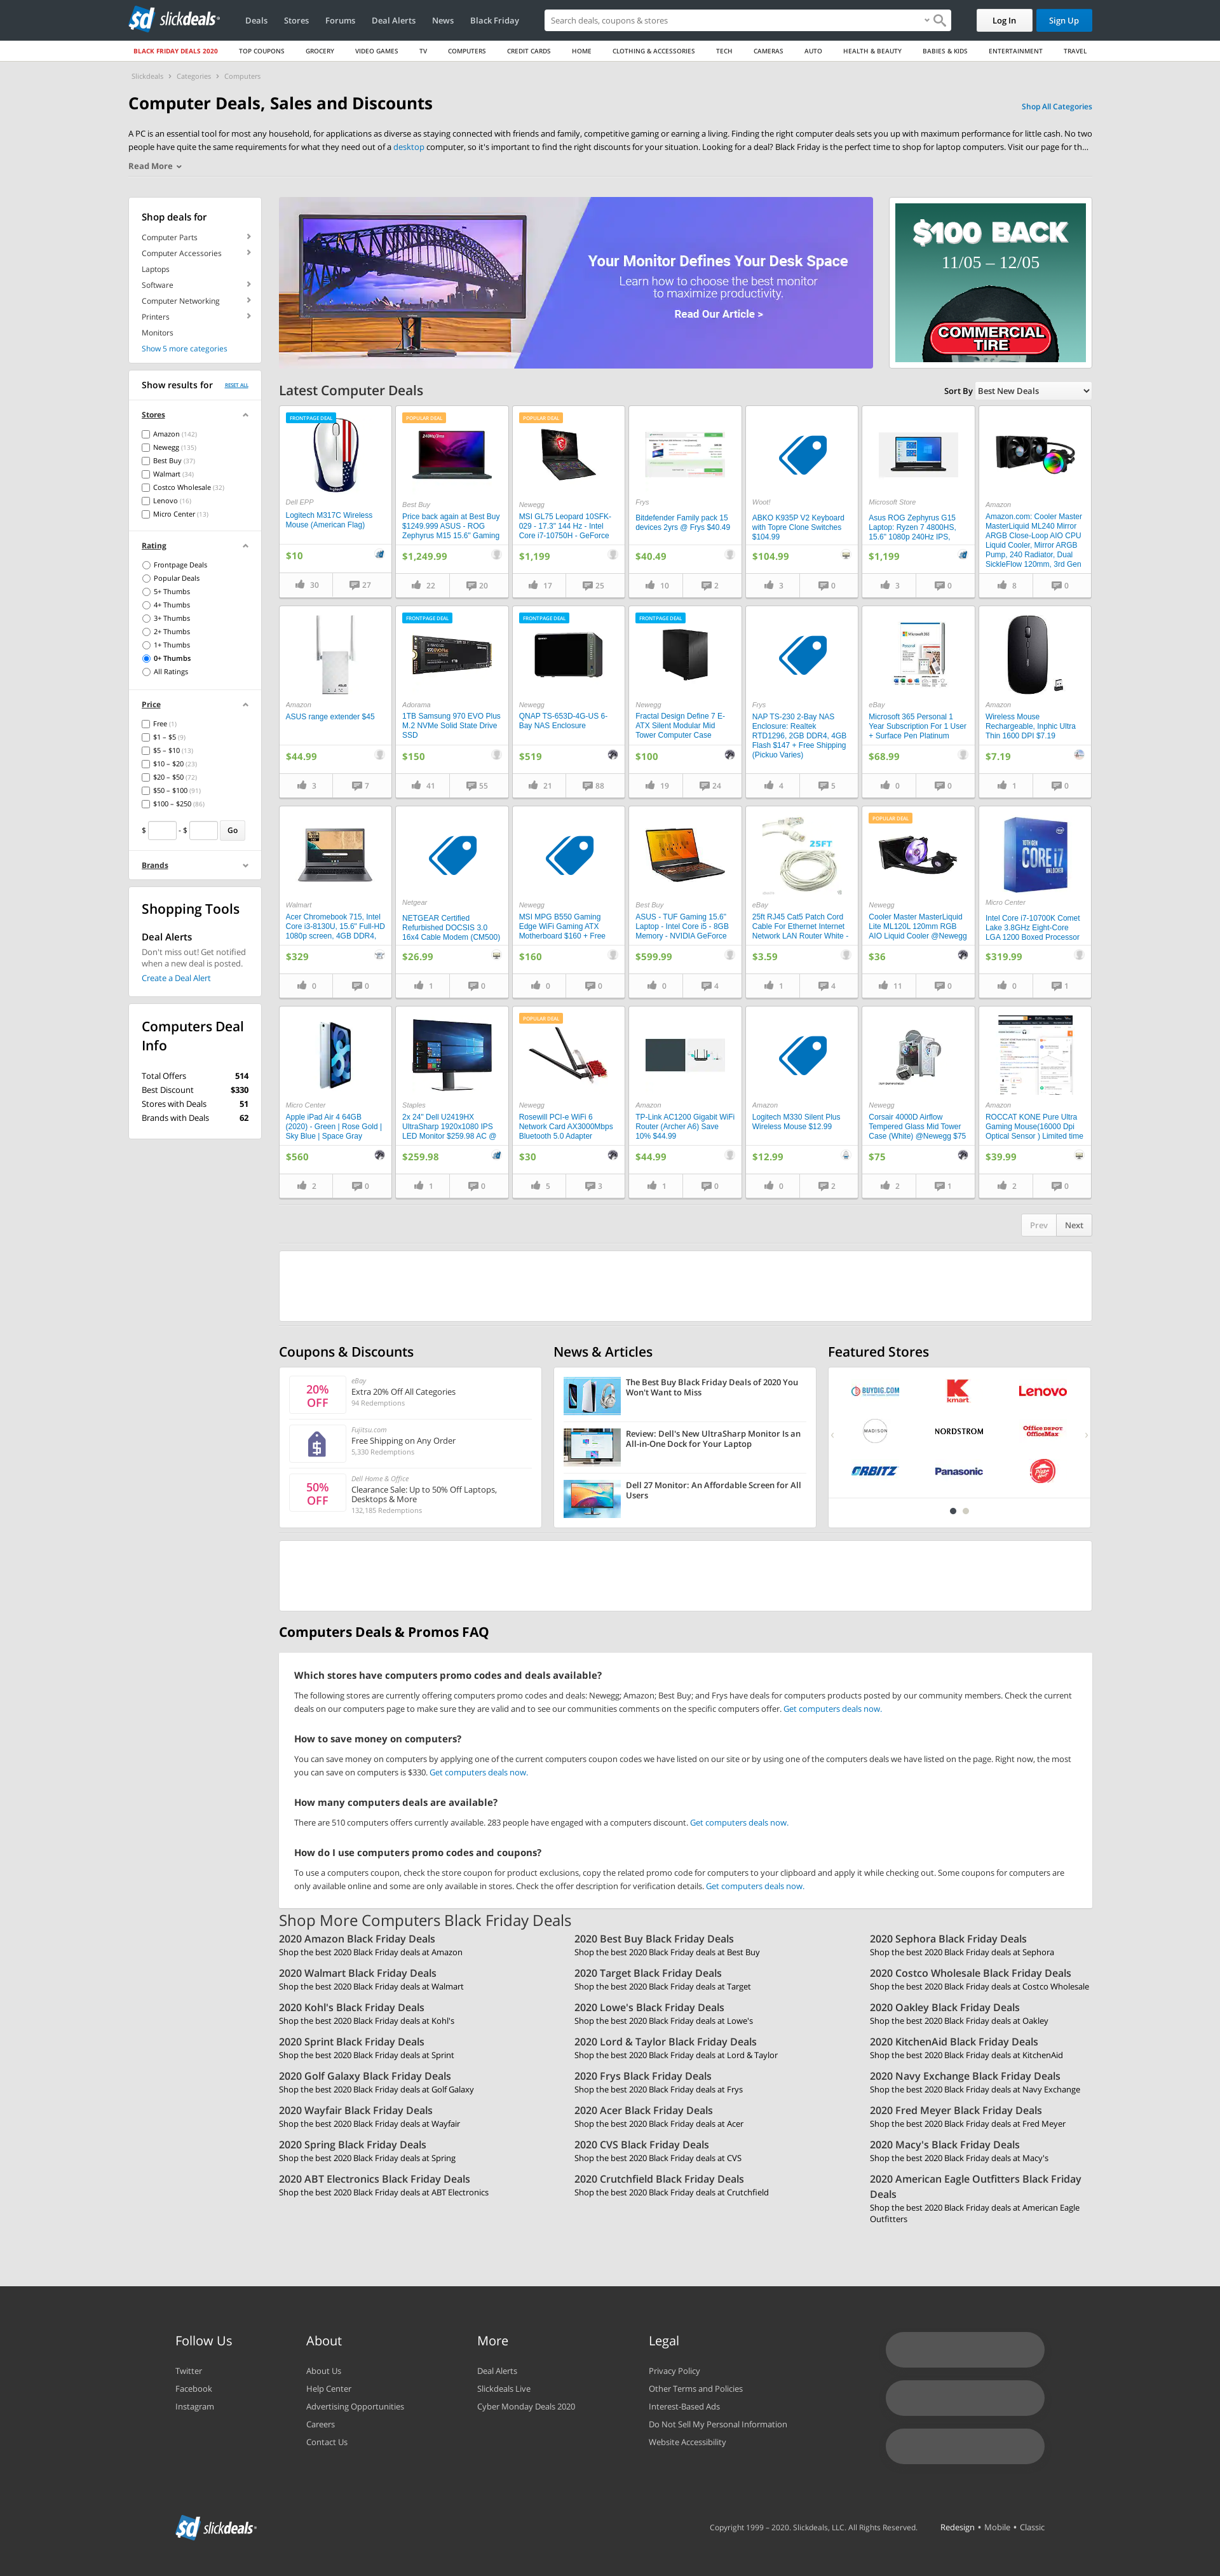 slickdeals
Deals Stores Forums Deal Alerts News Black Friday
Search deals, coupons & stores
Log In Sign Up
BLACK FRIDAY DEALS 2020 TOP COUPONS GROCERY VIDEO GAMES TV COMPUTERS CREDIT CARDS HOME CLOTHING & ACCESSORIES TECH CAMERAS AUTO HEALTH & BEAUTY BABIES & KIDS ENTERTAINMENT TRAVEL
Slickdeals › Categories › Computers
Computer Deals, Sales and Discounts
Shop All Categories
A PC is an essential tool for most any household, for applications as diverse as staying connected with friends and family, competitive gaming or earning a living. Finding the right computer deals sets you up with maximum performance for little cash. No two
people have quite the same requirements for what they need out of a desktop computer, so it's important to find the right discounts for your situation. Looking for a deal? Black Friday is the perfect time to shop for laptop computers. Visit our page for th...
Read More
Shop deals for
Computer Parts
Computer Accessories
Laptops
Software
Computer Networking
Printers
Monitors
Show 5 more categories
Show results for RESET ALL
Stores
Amazon (142)
Newegg (135)
Best Buy (37)
Walmart (34)
Costco Wholesale (32)
Lenovo (16)
Micro Center (13)
Rating
Frontpage Deals
Popular Deals
5+ Thumbs
4+ Thumbs
3+ Thumbs
2+ Thumbs
1+ Thumbs
0+ Thumbs
All Ratings
Price
Free (1)
$1 – $5 (9)
$5 – $10 (13)
$10 – $20 (23)
$20 – $50 (72)
$50 – $100 (91)
$100 – $250 (86)
$ - $ Go
Brands
Shopping Tools
Deal Alerts
Don't miss out! Get notified
when a new deal is posted.
Create a Deal Alert
Computers Deal
Info
Total Offers 514
Best Discount $330
Stores with Deals 51
Brands with Deals 62
Your Monitor Defines Your Desk Space
Learn how to choose the best monitor
to maximize productivity.
Read Our Article >
$100 BACK
11/05 – 12/05
COMMERCIAL
TIRE
Latest Computer Deals
Sort By Best New Deals
FRONTPAGE DEAL
Dell EPP
Logitech M317C Wireless
Mouse (American Flag)
$10
30 27
POPULAR DEAL
Best Buy
Price back again at Best Buy
$1249.999 ASUS - ROG
Zephyrus M15 15.6" Gaming
$1,249.99
22 20
POPULAR DEAL
Newegg
MSI GL75 Leopard 10SFK-
029 - 17.3" 144 Hz - Intel
Core i7-10750H - GeForce
$1,199
17 25
Frys
Bitdefender Family pack 15
devices 2yrs @ Frys $40.49
$40.49
10 2
Woot!
ABKO K935P V2 Keyboard
with Topre Clone Switches
$104.99
$104.99
3 0
Microsoft Store
Asus ROG Zephyrus G15
Laptop: Ryzen 7 4800HS,
15.6" 1080p 240Hz IPS,
$1,199
3 0
Amazon
Amazon.com: Cooler Master
MasterLiquid ML240 Mirror
ARGB Close-Loop AIO CPU
Liquid Cooler, Mirror ARGB
Pump, 240 Radiator, Dual
SickleFlow 120mm, 3rd Gen
8 0
Amazon
ASUS range extender $45
$44.99
3 7
FRONTPAGE DEAL
Adorama
1TB Samsung 970 EVO Plus
M.2 NVMe Solid State Drive
SSD
$150
41 55
FRONTPAGE DEAL
Newegg
QNAP TS-653D-4G-US 6-
Bay NAS Enclosure
$519
21 88
FRONTPAGE DEAL
Newegg
Fractal Design Define 7 E-
ATX Silent Modular Mid
Tower Computer Case
$100
19 24
Frys
NAP TS-230 2-Bay NAS
Enclosure: Realtek
RTD1296, 2GB DDR4, 4GB
Flash $147 + Free Shipping
(Pickuo Varies)
4 5
eBay
Microsoft 365 Personal 1
Year Subscription For 1 User
+ Surface Pen Platinum
$68.99
0 0
Amazon
Wireless Mouse
Rechargeable, Inphic Ultra
Thin 1600 DPI $7.19
$7.19
1 0
Walmart
Acer Chromebook 715, Intel
Core i3-8130U, 15.6" Full-HD
1080p screen, 4GB DDR4,
$329
0 0
Netgear
NETGEAR Certified
Refurbished DOCSIS 3.0
16x4 Cable Modem (CM500)
$26.99
1 0
Newegg
MSI MPG B550 Gaming
Edge WiFi Gaming ATX
Motherboard $160 + Free
$160
0 0
Best Buy
ASUS - TUF Gaming 15.6"
Laptop - Intel Core i5 - 8GB
Memory - NVIDIA GeForce
$599.99
0 4
25FT
eBay
25ft RJ45 Cat5 Patch Cord
Cable For Ethernet Internet
Network LAN Router White -
$3.59
1 4
POPULAR DEAL
Newegg
Cooler Master MasterLiquid
Lite ML120L 120mm RGB
AIO Liquid Cooler @Newegg
$36
11 0
CORE i7
UNLOCKED
Micro Center
Intel Core i7-10700K Comet
Lake 3.8GHz Eight-Core
LGA 1200 Boxed Processor
$319.99
0 1
Micro Center
Apple iPad Air 4 64GB
(2020) - Green | Rose Gold |
Sky Blue | Space Gray
$560
2 0
Staples
2x 24" Dell U2419HX
UltraSharp 1920x1080 IPS
LED Monitor $259.98 AC @
$259.98
1 0
POPULAR DEAL
Newegg
Rosewill PCI-e WiFi 6
Network Card AX3000Mbps
Bluetooth 5.0 Adapter
$30
5 3
Amazon
TP-Link AC1200 Gigabit WiFi
Router (Archer A6) Save
10% $44.99
$44.99
1 0
Amazon
Logitech M330 Silent Plus
Wireless Mouse $12.99
$12.99
0 2
Newegg
Corsair 4000D Airflow
Tempered Glass Mid Tower
Case (White) @Newegg $75
$75
2 1
Amazon
ROCCAT KONE Pure Ultra
Gaming Mouse(16000 Dpi
Optical Sensor ) Limited time
$39.99
2 0
Prev Next
Coupons & Discounts
20%
OFF
eBay
Extra 20% Off All Categories
94 Redemptions
Fujitsu.com
Free Shipping on Any Order
5,330 Redemptions
50%
OFF
Dell Home & Office
Clearance Sale: Up to 50% Off Laptops,
Desktops & More
132,185 Redemptions
News & Articles
The Best Buy Black Friday Deals of 2020 You
Won't Want to Miss
Review: Dell's New UltraSharp Monitor Is an
All-in-One Dock for Your Laptop
Dell 27 Monitor: An Affordable Screen for All
Users
Featured Stores
BUYDIG.COM kmart Lenovo
MADISON NORDSTROM Office DEPOT
OfficeMax
ORBITZ Panasonic
Computers Deals & Promos FAQ
Which stores have computers promo codes and deals available?
The following stores are currently offering computers promo codes and deals: Newegg; Amazon; Best Buy; and Frys have deals for computers products posted by our community members. Check the current
deals on our computers page to make sure they are valid and to see our communities comments on the specific computers offer. Get computers deals now.
How to save money on computers?
You can save money on computers by applying one of the current computers coupon codes we have listed on our site or by using one of the computers deals we have listed on the page. Right now, the most
you can save on computers is $330. Get computers deals now.
How many computers deals are available?
There are 510 computers offers currently available. 283 people have engaged with a computers discount. Get computers deals now.
How do I use computers promo codes and coupons?
To use a computers coupon, check the store coupon for product exclusions, copy the related promo code for computers to your clipboard and apply it while checking out. Some coupons for computers are
only available online and some are only available in stores. Check the offer description for verification details. Get computers deals now.
Shop More Computers Black Friday Deals
2020 Amazon Black Friday Deals
Shop the best 2020 Black Friday deals at Amazon
2020 Best Buy Black Friday Deals
Shop the best 2020 Black Friday deals at Best Buy
2020 Sephora Black Friday Deals
Shop the best 2020 Black Friday deals at Sephora
2020 Walmart Black Friday Deals
Shop the best 2020 Black Friday deals at Walmart
2020 Target Black Friday Deals
Shop the best 2020 Black Friday deals at Target
2020 Costco Wholesale Black Friday Deals
Shop the best 2020 Black Friday deals at Costco Wholesale
2020 Kohl's Black Friday Deals
Shop the best 2020 Black Friday deals at Kohl's
2020 Lowe's Black Friday Deals
Shop the best 2020 Black Friday deals at Lowe's
2020 Oakley Black Friday Deals
Shop the best 2020 Black Friday deals at Oakley
2020 Sprint Black Friday Deals
Shop the best 2020 Black Friday deals at Sprint
2020 Lord & Taylor Black Friday Deals
Shop the best 2020 Black Friday deals at Lord & Taylor
2020 KitchenAid Black Friday Deals
Shop the best 2020 Black Friday deals at KitchenAid
2020 Golf Galaxy Black Friday Deals
Shop the best 2020 Black Friday deals at Golf Galaxy
2020 Frys Black Friday Deals
Shop the best 2020 Black Friday deals at Frys
2020 Navy Exchange Black Friday Deals
Shop the best 2020 Black Friday deals at Navy Exchange
2020 Wayfair Black Friday Deals
Shop the best 2020 Black Friday deals at Wayfair
2020 Acer Black Friday Deals
Shop the best 2020 Black Friday deals at Acer
2020 Fred Meyer Black Friday Deals
Shop the best 2020 Black Friday deals at Fred Meyer
2020 Spring Black Friday Deals
Shop the best 2020 Black Friday deals at Spring
2020 CVS Black Friday Deals
Shop the best 2020 Black Friday deals at CVS
2020 Macy's Black Friday Deals
Shop the best 2020 Black Friday deals at Macy's
2020 ABT Electronics Black Friday Deals
Shop the best 2020 Black Friday deals at ABT Electronics
2020 Crutchfield Black Friday Deals
Shop the best 2020 Black Friday deals at Crutchfield
2020 American Eagle Outfitters Black Friday
Deals
Shop the best 2020 Black Friday deals at American Eagle
Outfitters
Follow Us
Twitter
Facebook
Instagram
About
About Us
Help Center
Advertising Opportunities
Careers
Contact Us
More
Deal Alerts
Slickdeals Live
Cyber Monday Deals 2020
Legal
Privacy Policy
Other Terms and Policies
Interest-Based Ads
Do Not Sell My Personal Information
Website Accessibility
slickdeals
Copyright 1999 – 2020. Slickdeals, LLC. All Rights Reserved. Redesign • Mobile • Classic